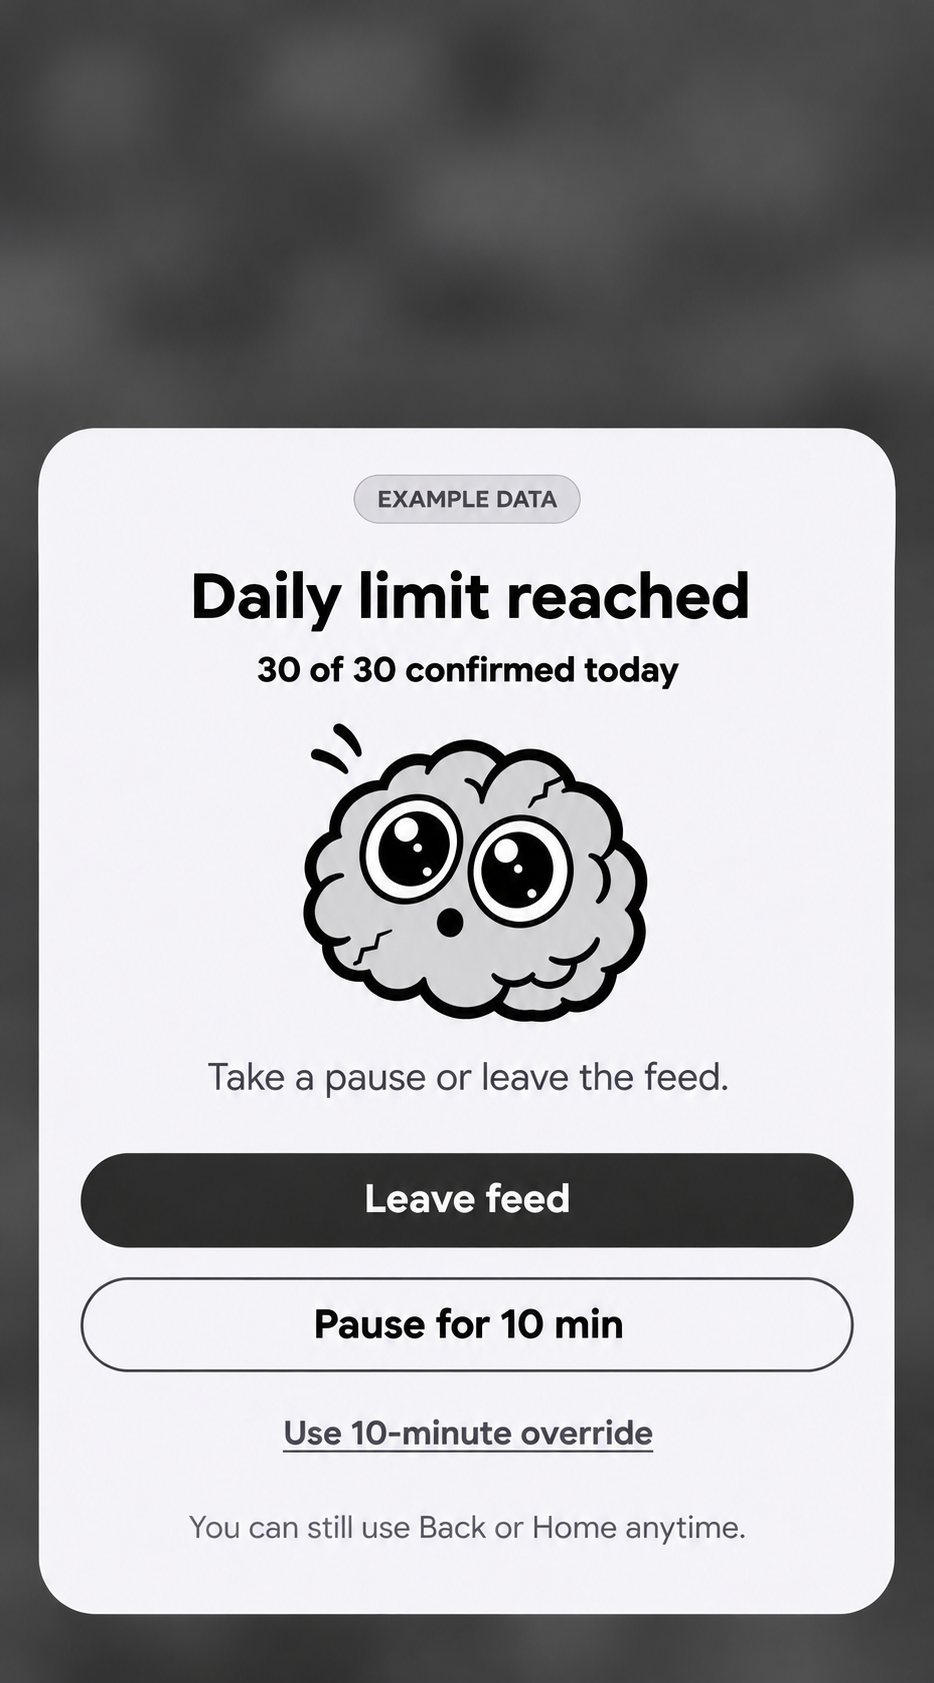 EXAMPLE DATA
Daily limit reached
30 of 30 confirmed today
Take a pause or leave the feed.
Leave feed
Pause for 10 min
Use 10-minute override
You can still use Back or Home anytime.